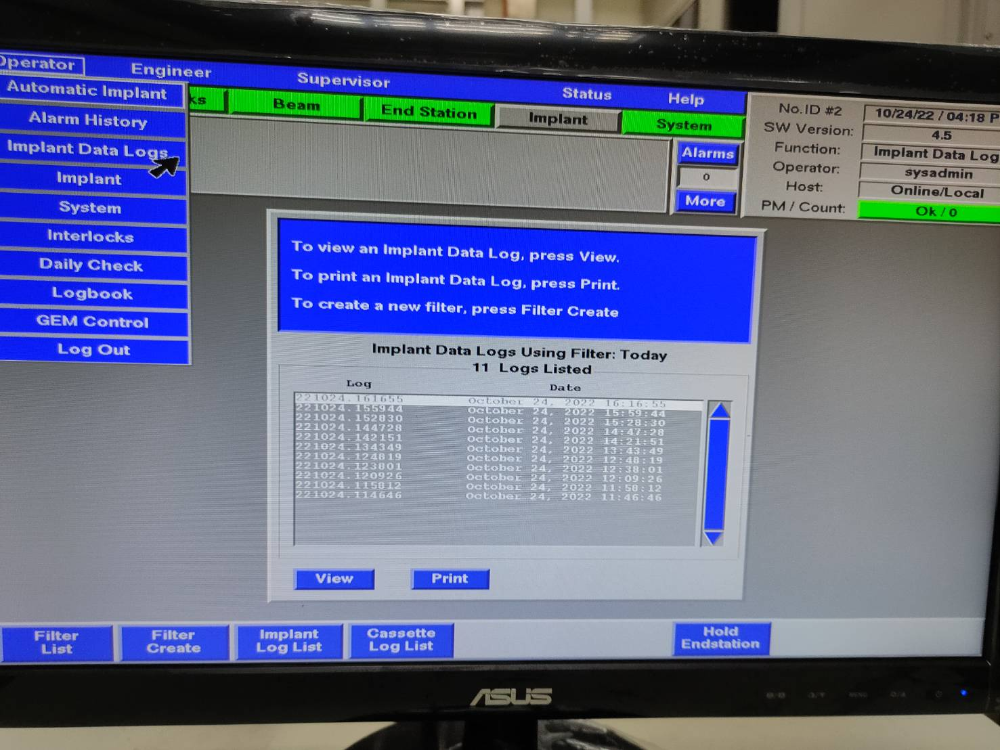 Operator
Engineer
Supervisor
Status
Help
Automatic Implant
Alarm History
Implant Data Logs
Implant
System
Interlocks
Daily Check
Logbook
GEM Control
Log Out
ks
Beam
End Station
Implant
System
Alarms
0
More
No.ID #2
10/24/22 / 04:18 P
SW Version:
4.5
Function:
Implant Data Log
Operator:
sysadmin
Host:
Online/Local
PM / Count:
Ok / 0
To view an Implant Data Log, press View.
To print an Implant Data Log, press Print.
To create a new filter, press Filter Create
Implant Data Logs Using Filter: Today
11 Logs Listed
Log Date
221024.161655 October 24, 2022 16:16:55
221024.155944 October 24, 2022 15:59:44
221024.152830 October 24, 2022 15:28:30
221024.144728 October 24, 2022 14:47:28
221024.142151 October 24, 2022 14:21:51
221024.134349 October 24, 2022 13:43:49
221024.124819 October 24, 2022 12:48:19
221024.123801 October 24, 2022 12:38:01
221024.120926 October 24, 2022 12:09:26
221024.115812 October 24, 2022 11:58:12
221024.114646 October 24, 2022 11:46:46
View
Print
Filter
List
Filter
Create
Implant
Log List
Cassette
Log List
Hold
Endstation
ASUS